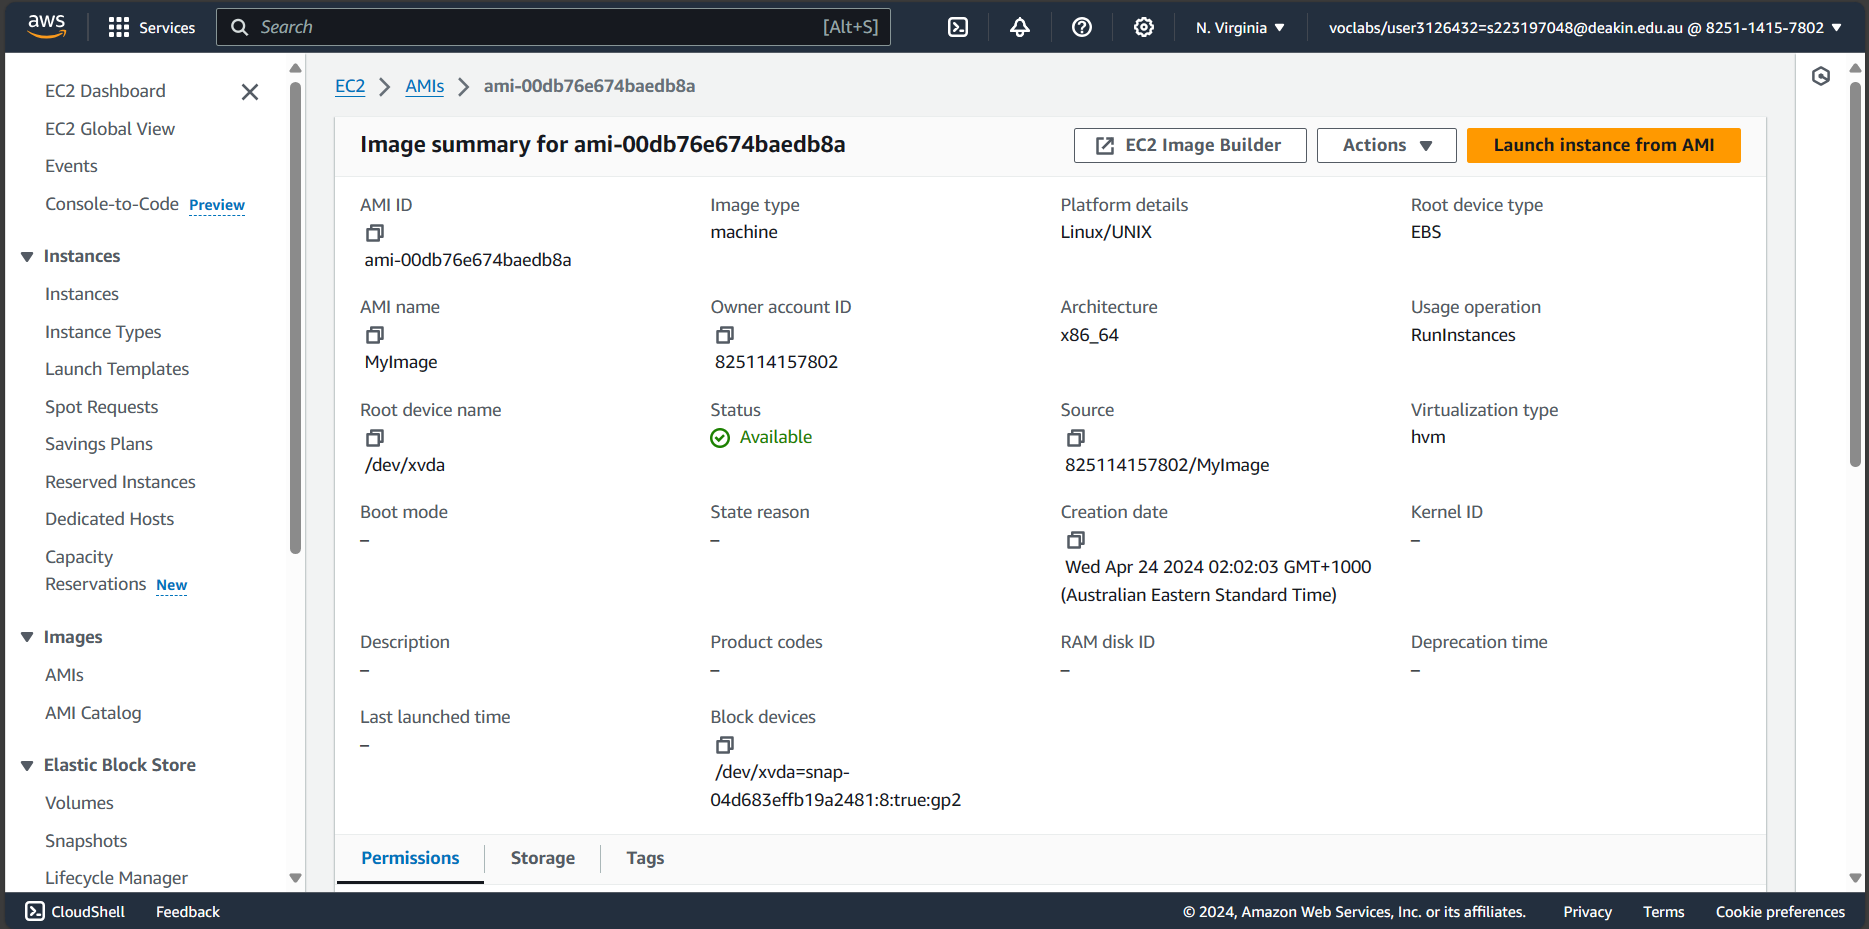 aws
Services
Search [Alt+S]
N. Virginia
voclabs/user3126432=s223197048@deakin.edu.au @ 8251-1415-7802
EC2 Dashboard
EC2 Global View
Events
Console-to-Code Preview
Instances
Instances
Instance Types
Launch Templates
Spot Requests
Savings Plans
Reserved Instances
Dedicated Hosts
Capacity
Reservations New
Images
AMIs
AMI Catalog
Elastic Block Store
Volumes
Snapshots
Lifecycle Manager
EC2 > AMIs > ami-00db76e674baedb8a
Image summary for ami-00db76e674baedb8a
EC2 Image Builder
Actions
Launch instance from AMI
AMI ID
ami-00db76e674baedb8a
Image type
machine
Platform details
Linux/UNIX
Root device type
EBS
AMI name
MyImage
Owner account ID
825114157802
Architecture
x86_64
Usage operation
RunInstances
Root device name
/dev/xvda
Status
Available
Source
825114157802/MyImage
Virtualization type
hvm
Boot mode
–
State reason
–
Creation date
Wed Apr 24 2024 02:02:03 GMT+1000
(Australian Eastern Standard Time)
Kernel ID
–
Description
–
Product codes
–
RAM disk ID
–
Deprecation time
–
Last launched time
–
Block devices
/dev/xvda=snap-
04d683effb19a2481:8:true:gp2
Permissions
Storage
Tags
CloudShell
Feedback
© 2024, Amazon Web Services, Inc. or its affiliates.
Privacy
Terms
Cookie preferences